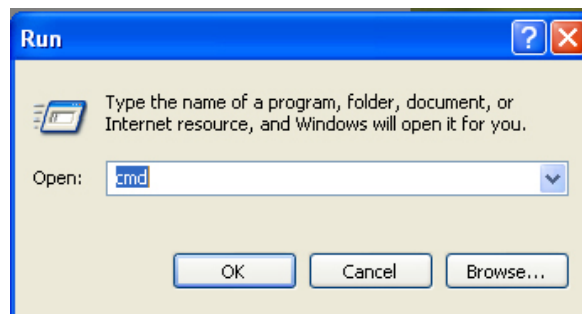 Run
Type the name of a program, folder, document, or
Internet resource, and Windows will open it for you.
Open: cmd
OK Cancel Browse...